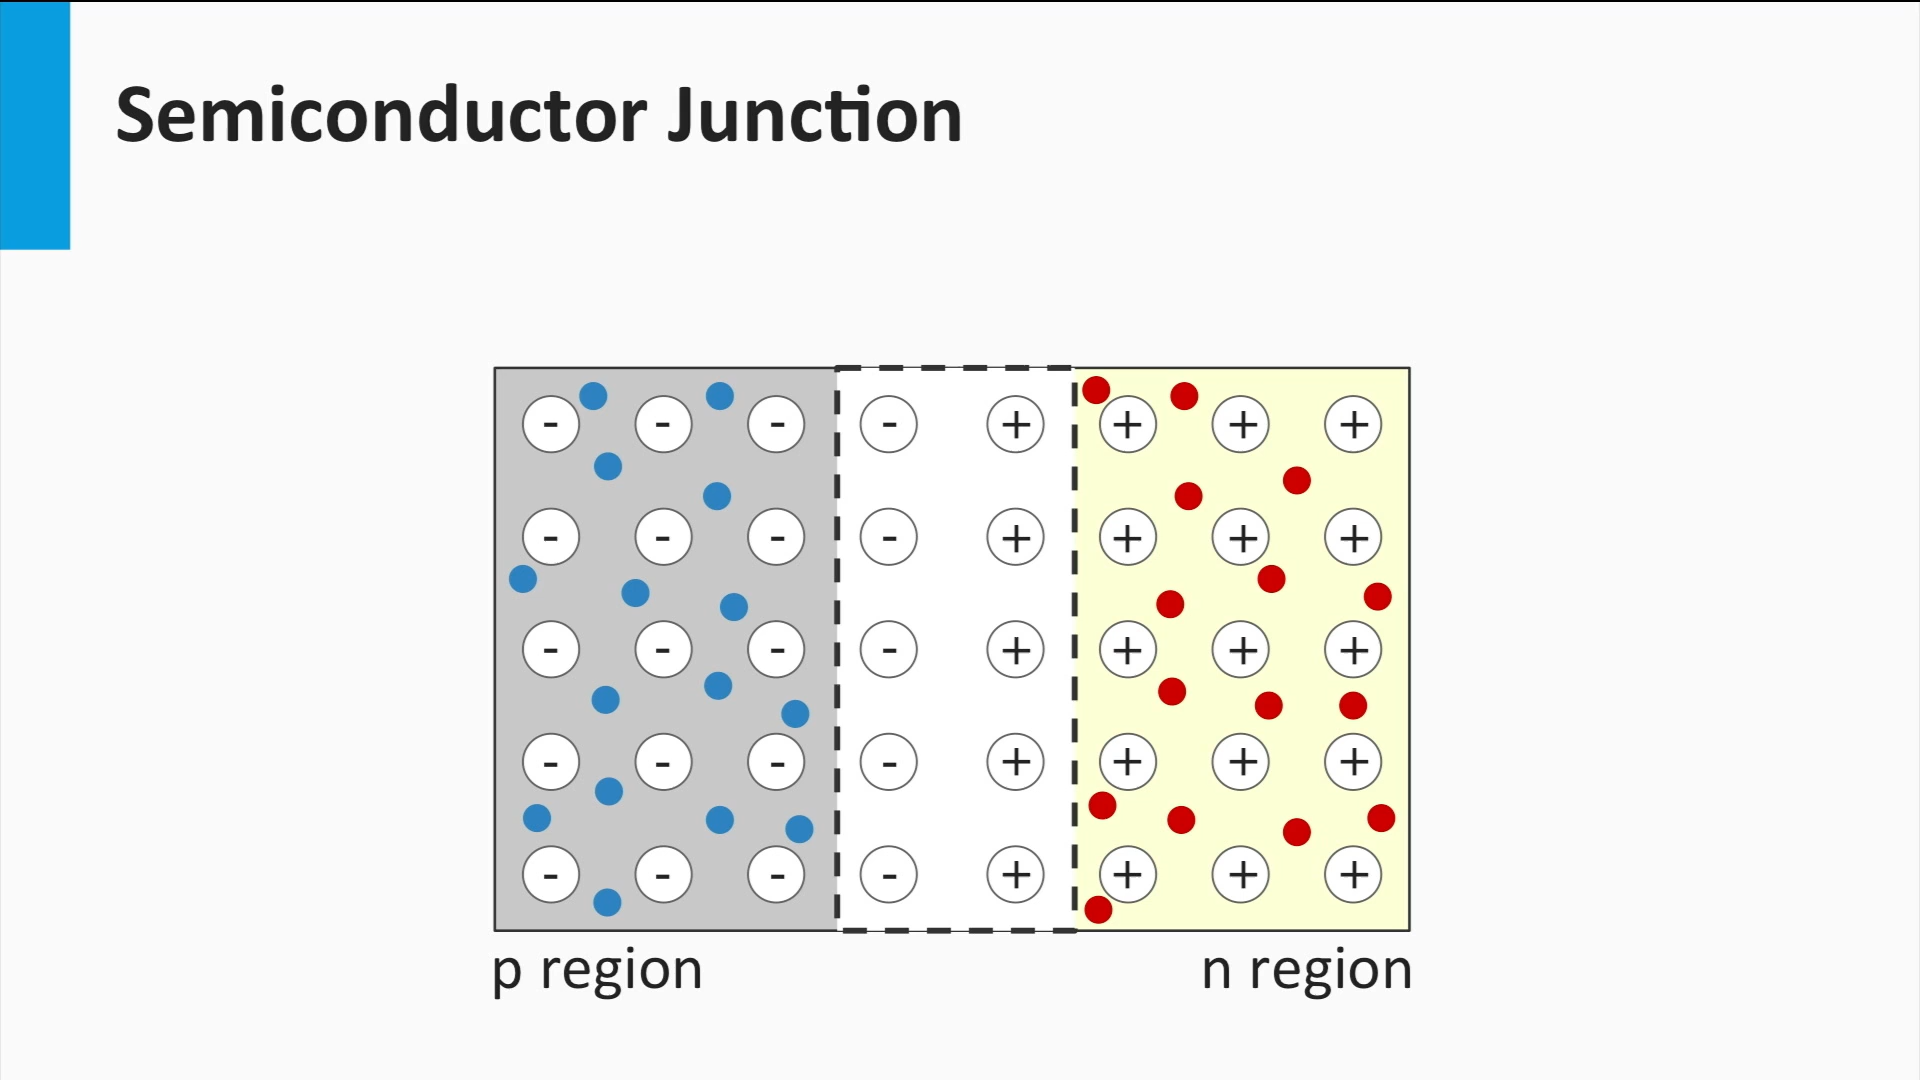 Semiconductor Junction
- - - - + + + +
- - - - + + + +
- - - - + + + +
- - - - + + + +
- - - - + + + +
p region n region